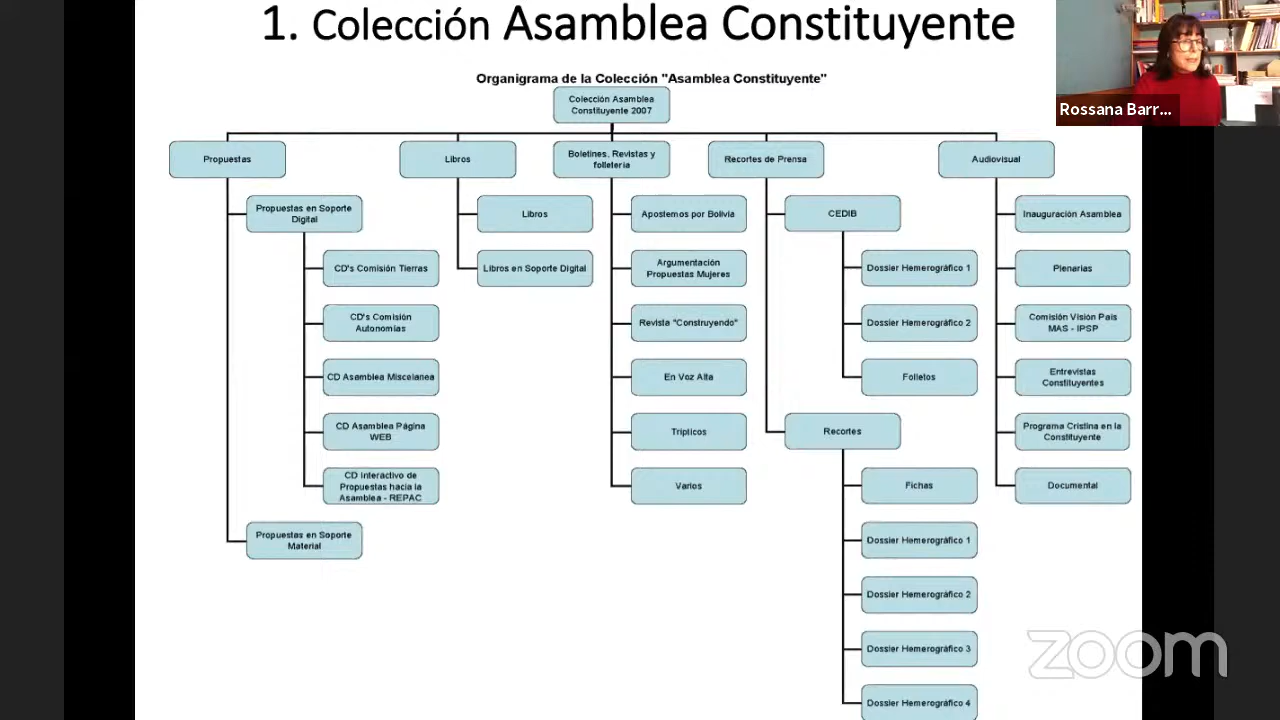 1. Colección Asamblea Constituyente
Organigrama de la Colección "Asamblea Constituyente"
Colección Asamblea
Constituyente 2007
Propuestas
Propuestas en Soporte
Digital
CD's Comisión Tierras
CD's Comisión
Autonomías
CD Asamblea Miscelanea
CD Asamblea Página
WEB
CD interactivo de
Propuestas hacia la
Asamblea - REPAC
Propuestas en Soporte
Material
Libros
Libros
Libros en Soporte Digital
Boletines, Revistas y
folletería
Apostemos por Bolivia
Argumentación
Propuestas Mujeres
Revista "Construyendo"
En Voz Alta
Trípticos
Varios
Recortes de Prensa
CEDIB
Dossier Hemerográfico 1
Dossier Hemerográfico 2
Folletos
Recortes
Fichas
Dossier Hemerográfico 1
Dossier Hemerográfico 2
Dossier Hemerográfico 3
Dossier Hemerográfico 4
Audiovisual
Inauguración Asamblea
Plenarias
Comisión Visión País
MAS - IPSP
Entrevistas
Constituyentes
Programa Cristina en la
Constituyente
Documental
Rossana Barr...
zoom